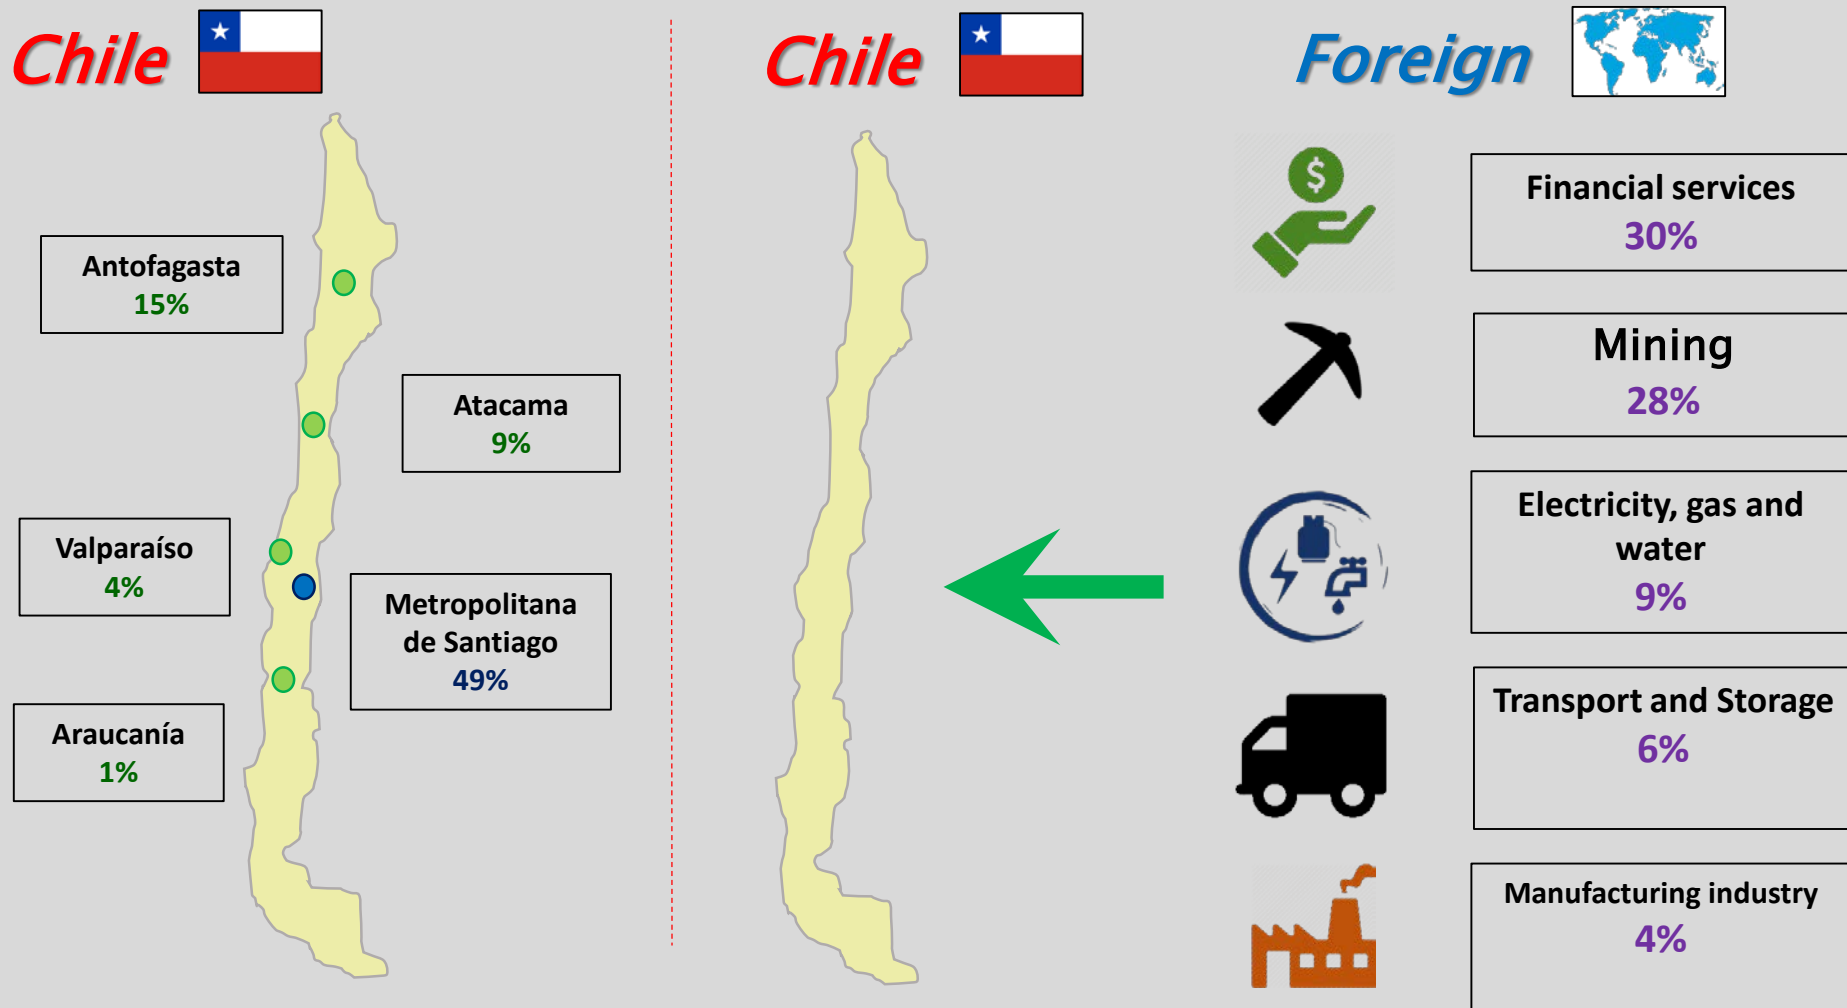 Chile
Antofagasta
15%
Atacama
9%
Valparaíso
4%
Metropolitana
de Santiago
49%
Araucanía
1%
Chile
Foreign
$
Financial services
30%
Mining
28%
Electricity, gas and
water
9%
Transport and Storage
6%
Manufacturing industry
4%